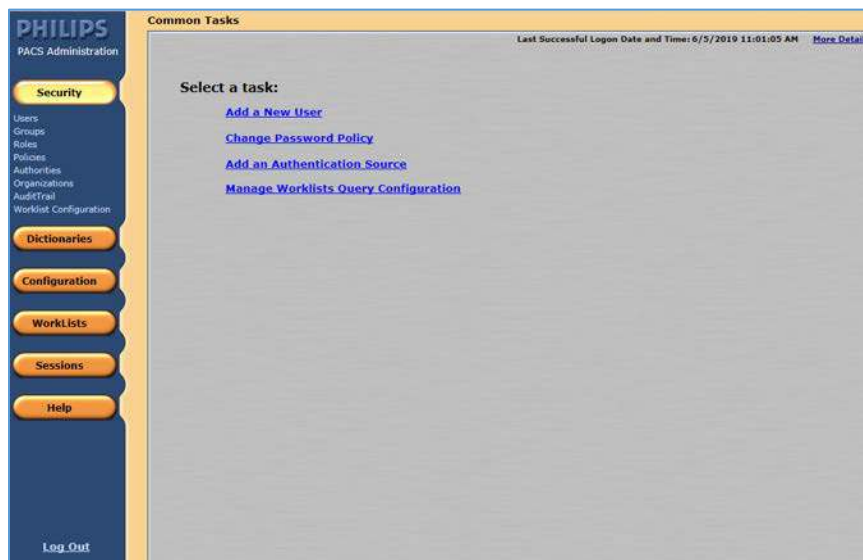 PHILIPS
PACS Administration
Security
Users
Groups
Roles
Policies
Authorities
Organizations
AuditTrail
Worklist Configuration
Dictionaries
Configuration
WorkLists
Sessions
Help
Log Out
Common Tasks
Last Successful Logon Date and Time: 6/5/2019 11:01:05 AM More Detai
Select a task:
Add a New User
Change Password Policy
Add an Authentication Source
Manage Worklists Query Configuration